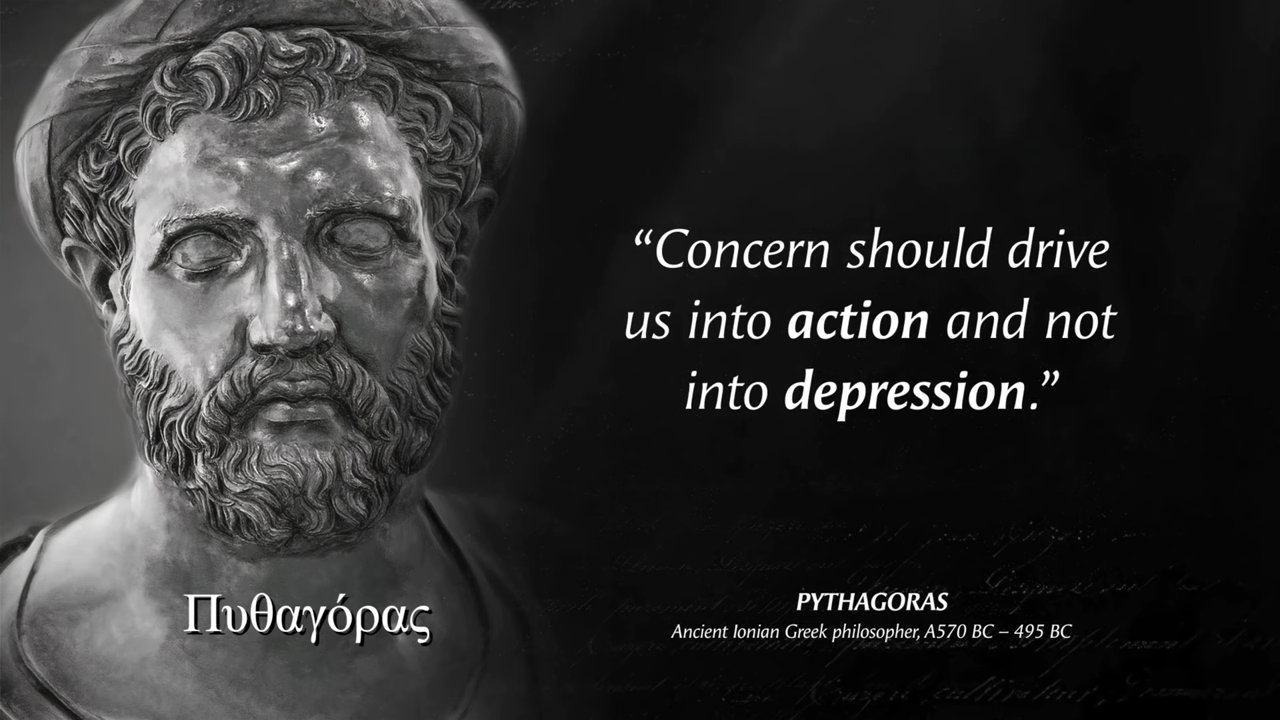 “Concern should drive
us into action and not
into depression.”
Πυθαγόρας
PYTHAGORAS
Ancient Ionian Greek philosopher, A570 BC – 495 BC